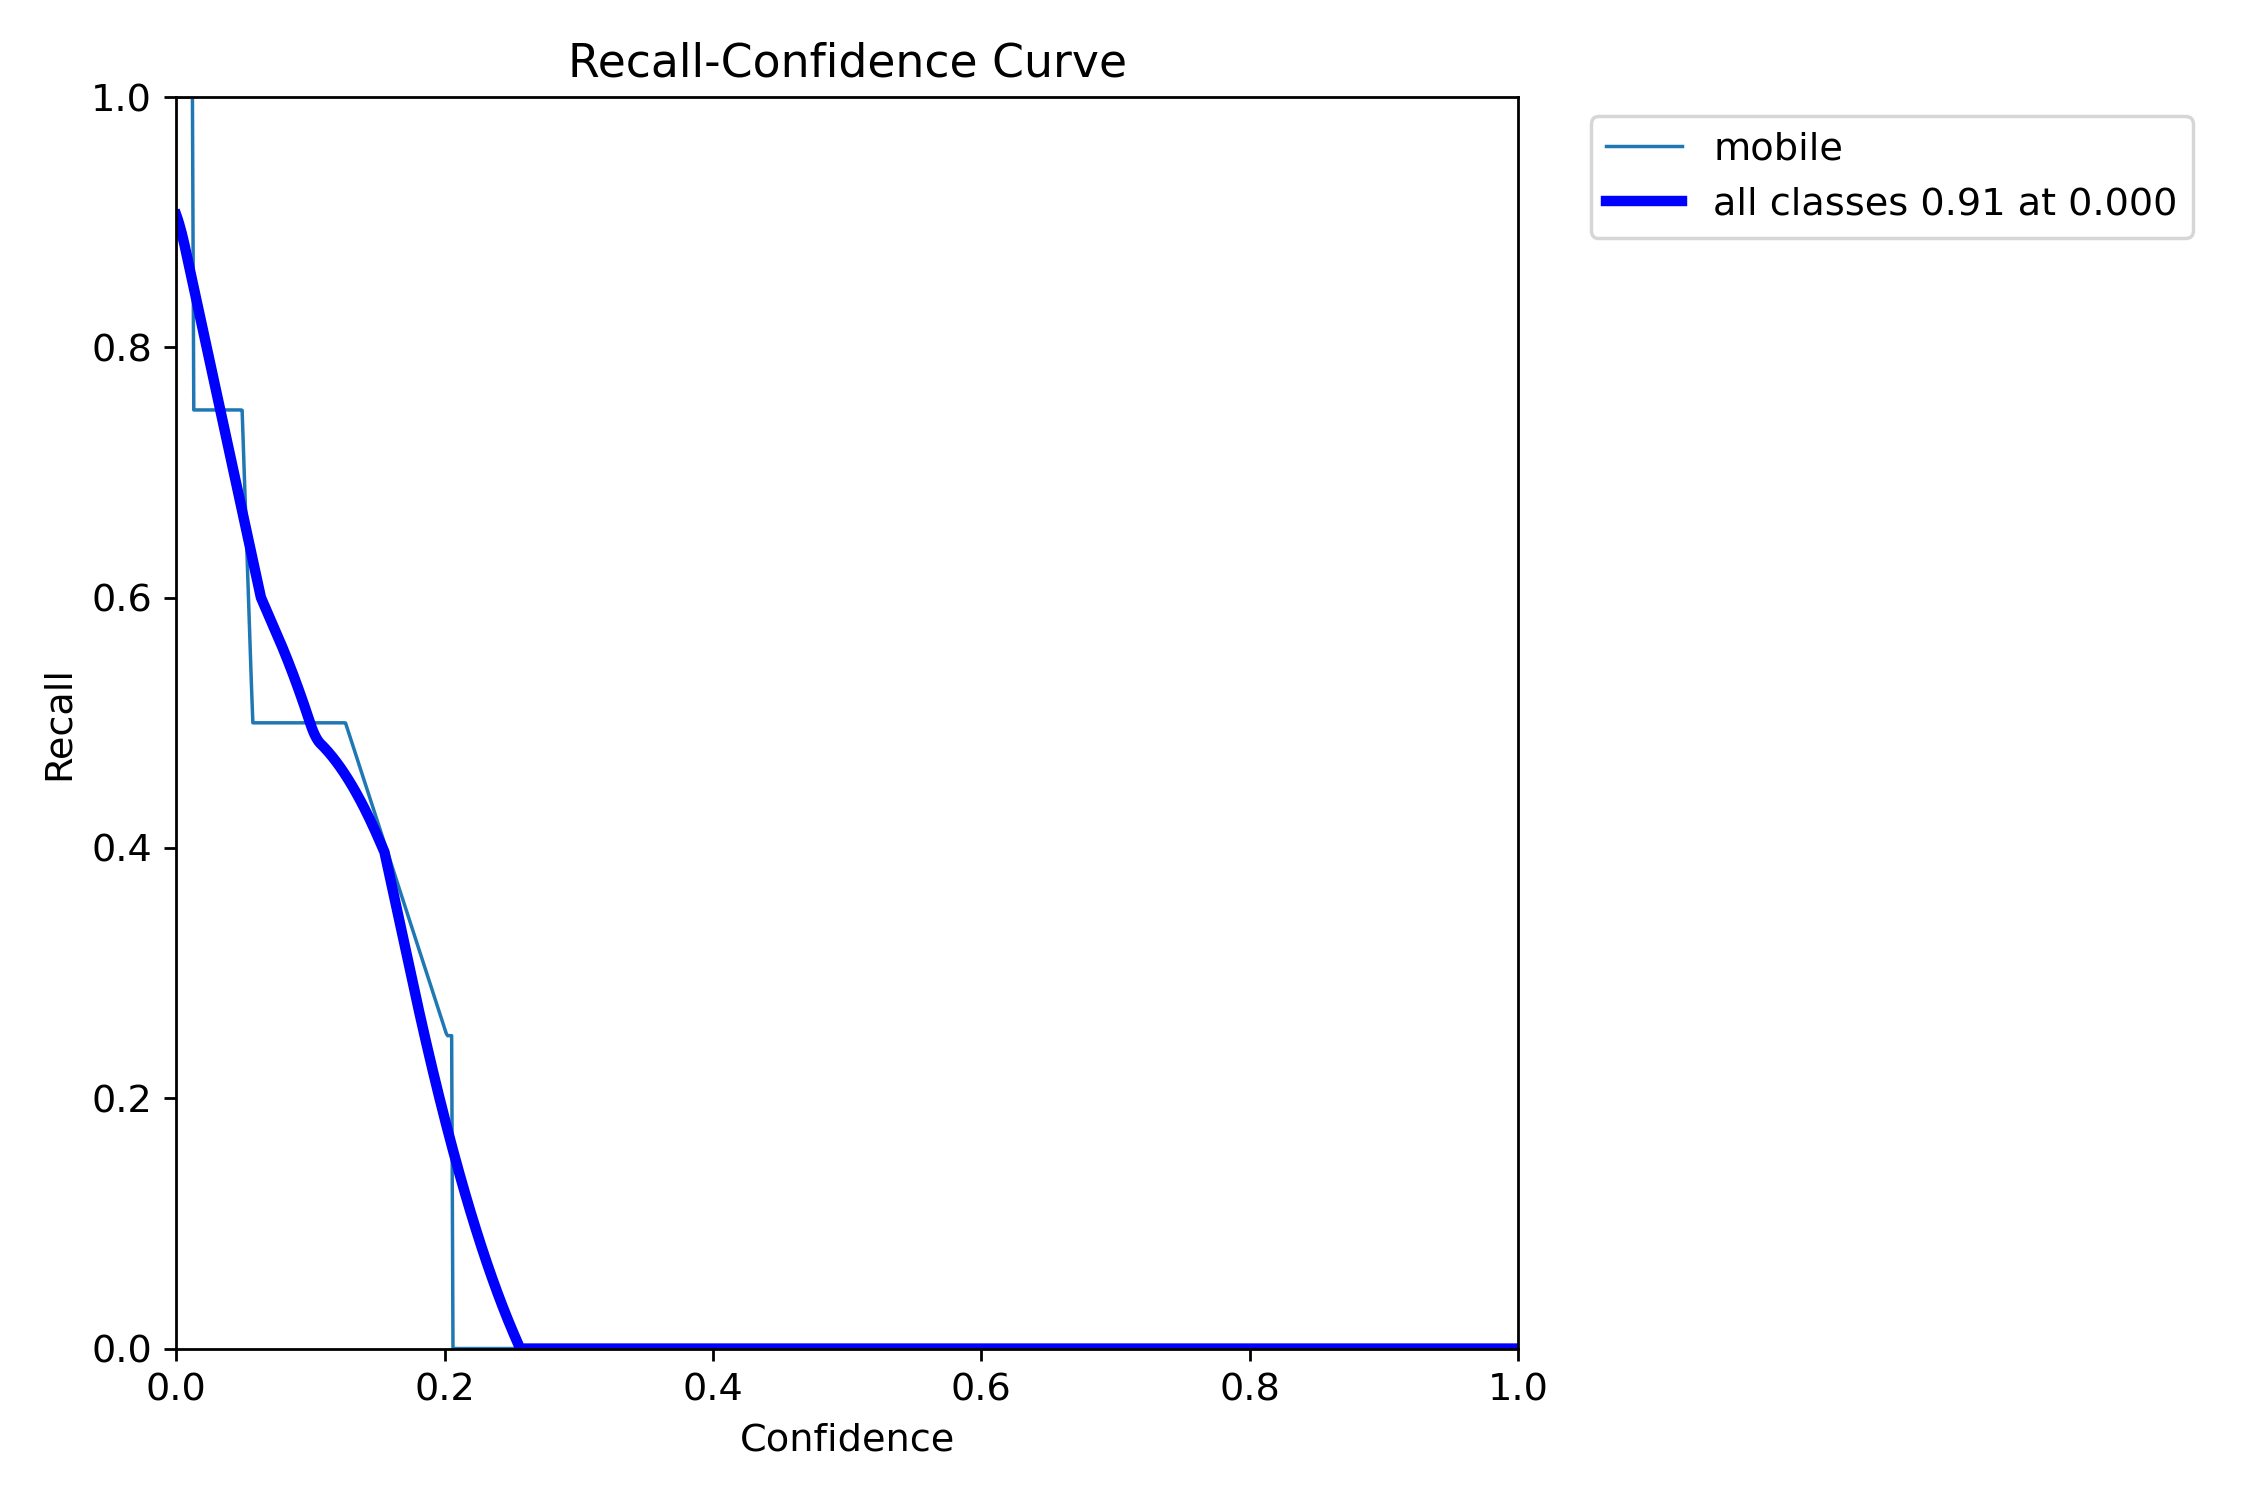 Recall-Confidence Curve
mobile
all classes 0.91 at 0.000
1.0
0.8
0.6
0.4
0.2
0.0
Recall
0.0 0.2 0.4 0.6 0.8 1.0
Confidence